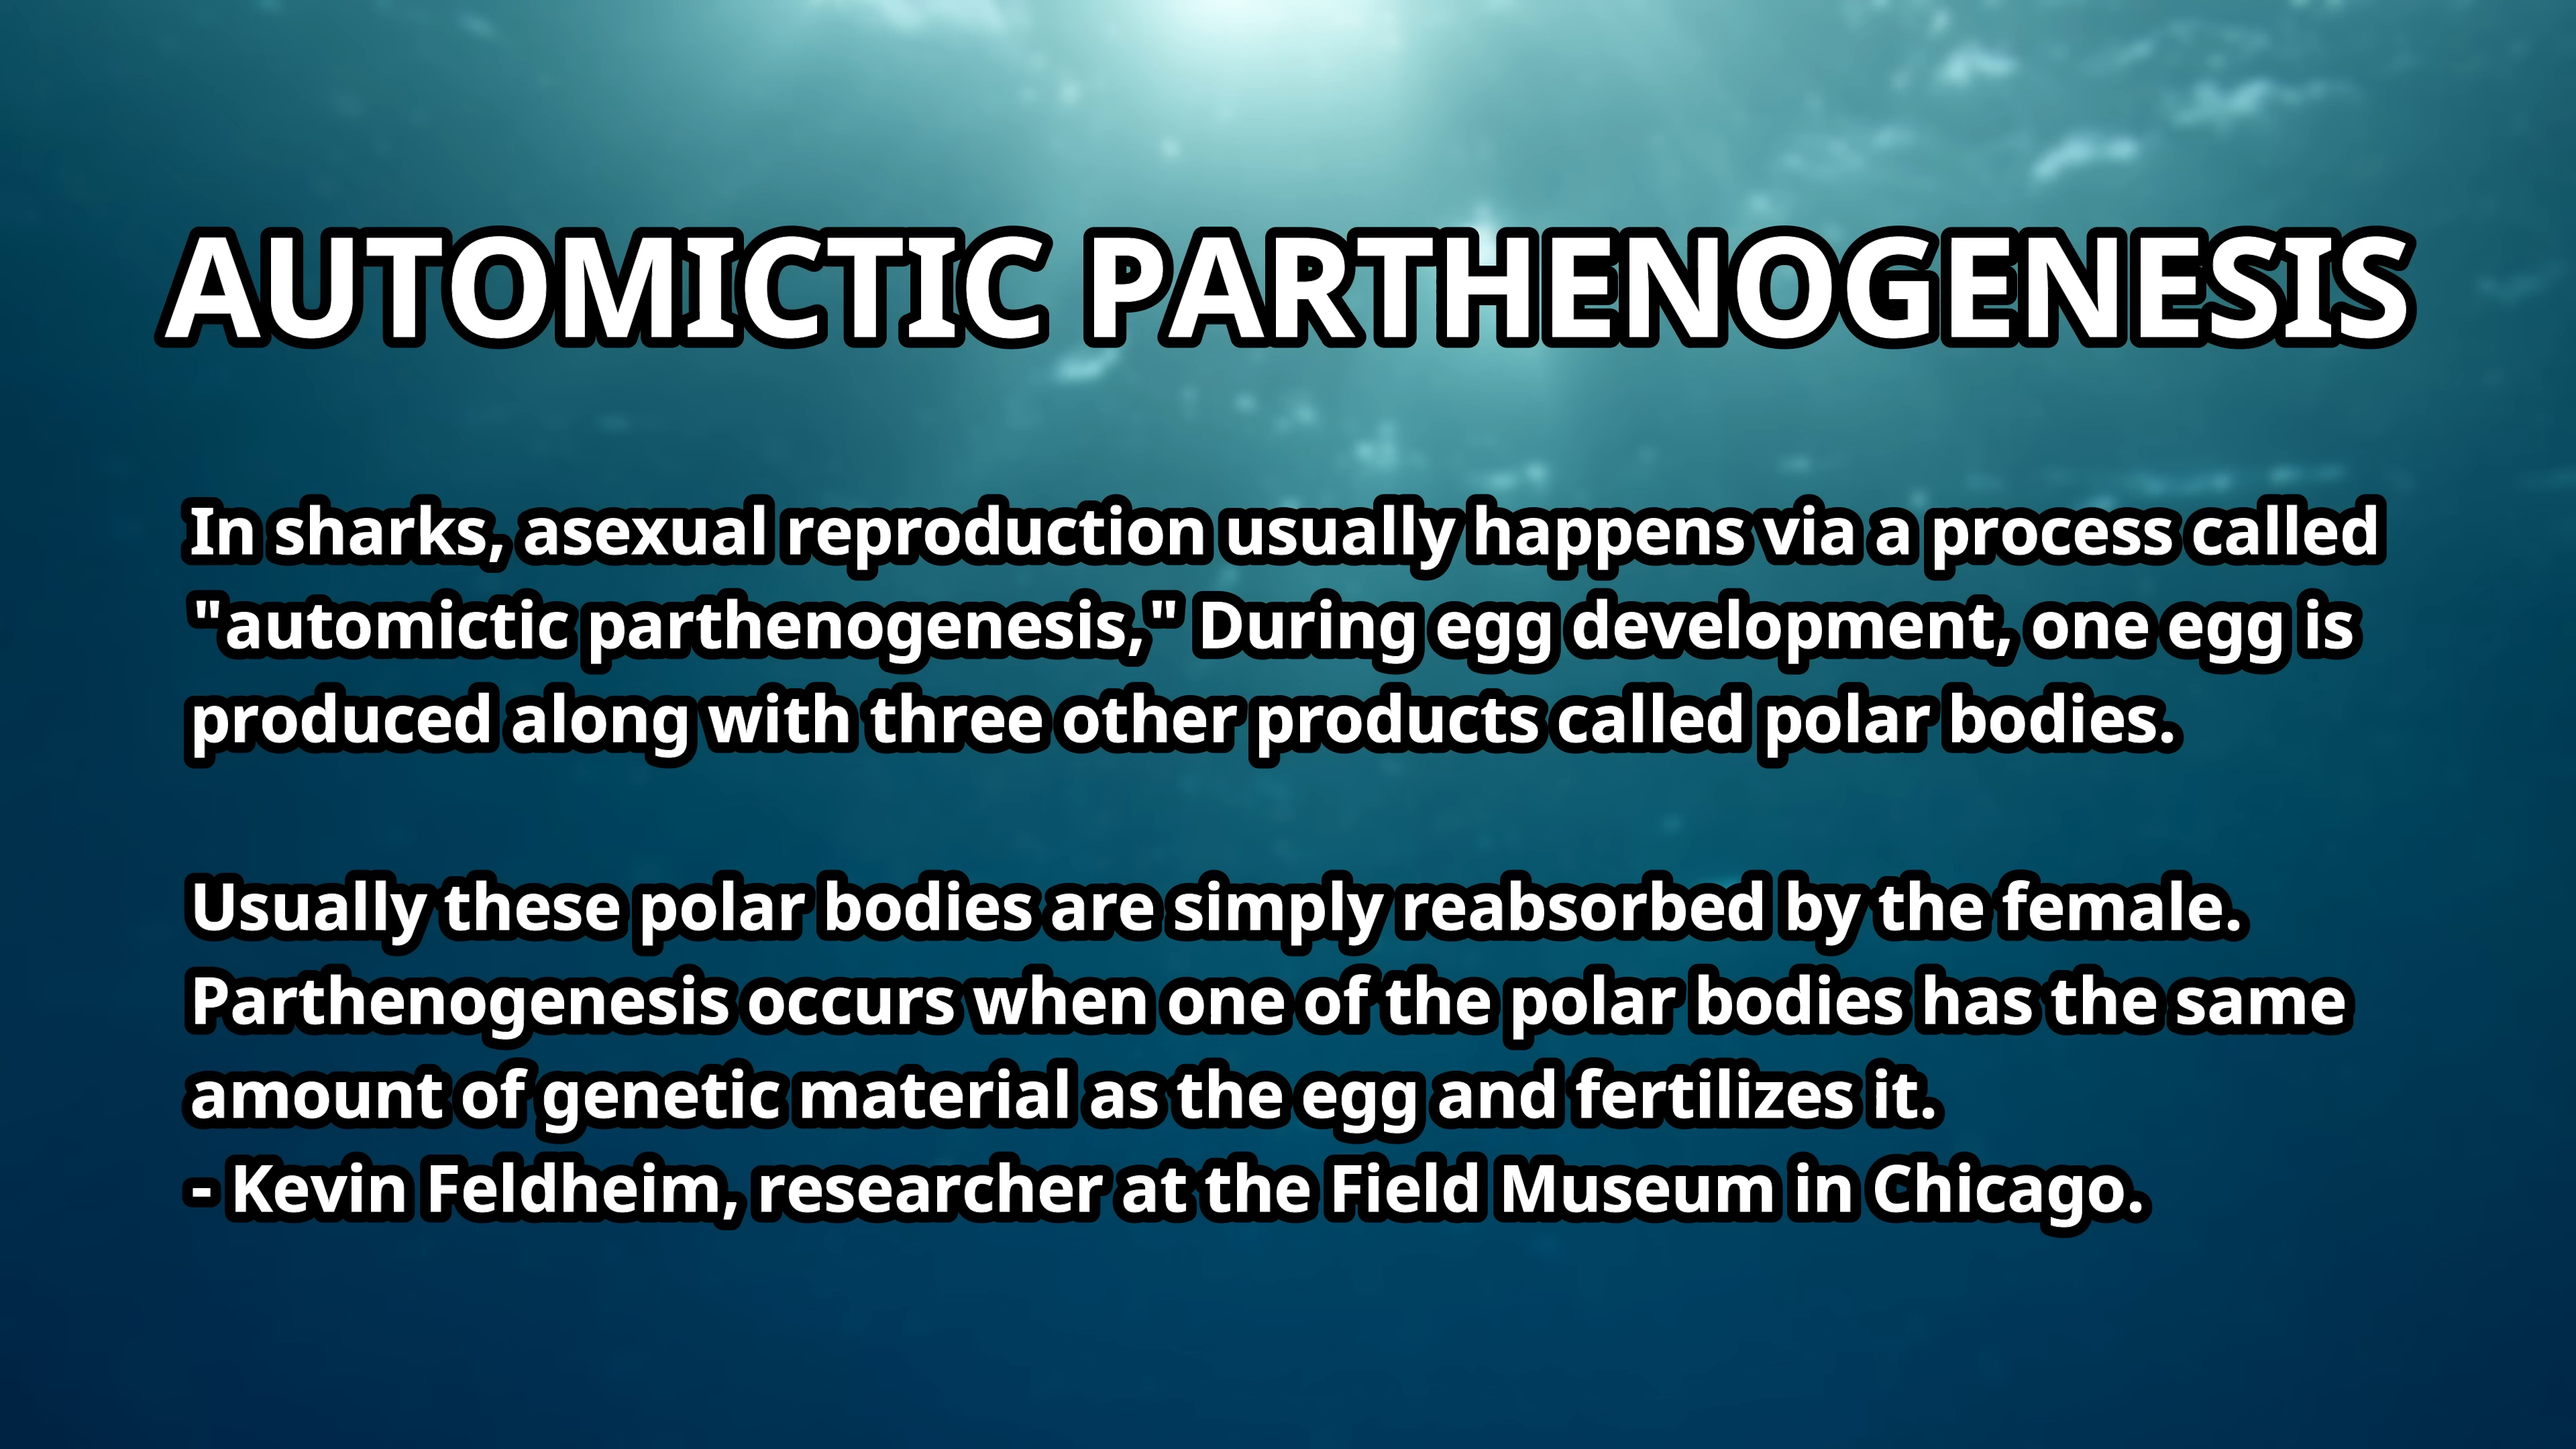 AUTOMICTIC PARTHENOGENESIS
In sharks, asexual reproduction usually happens via a process called
"automictic parthenogenesis," During egg development, one egg is
produced along with three other products called polar bodies.
Usually these polar bodies are simply reabsorbed by the female.
Parthenogenesis occurs when one of the polar bodies has the same
amount of genetic material as the egg and fertilizes it.
- Kevin Feldheim, researcher at the Field Museum in Chicago.